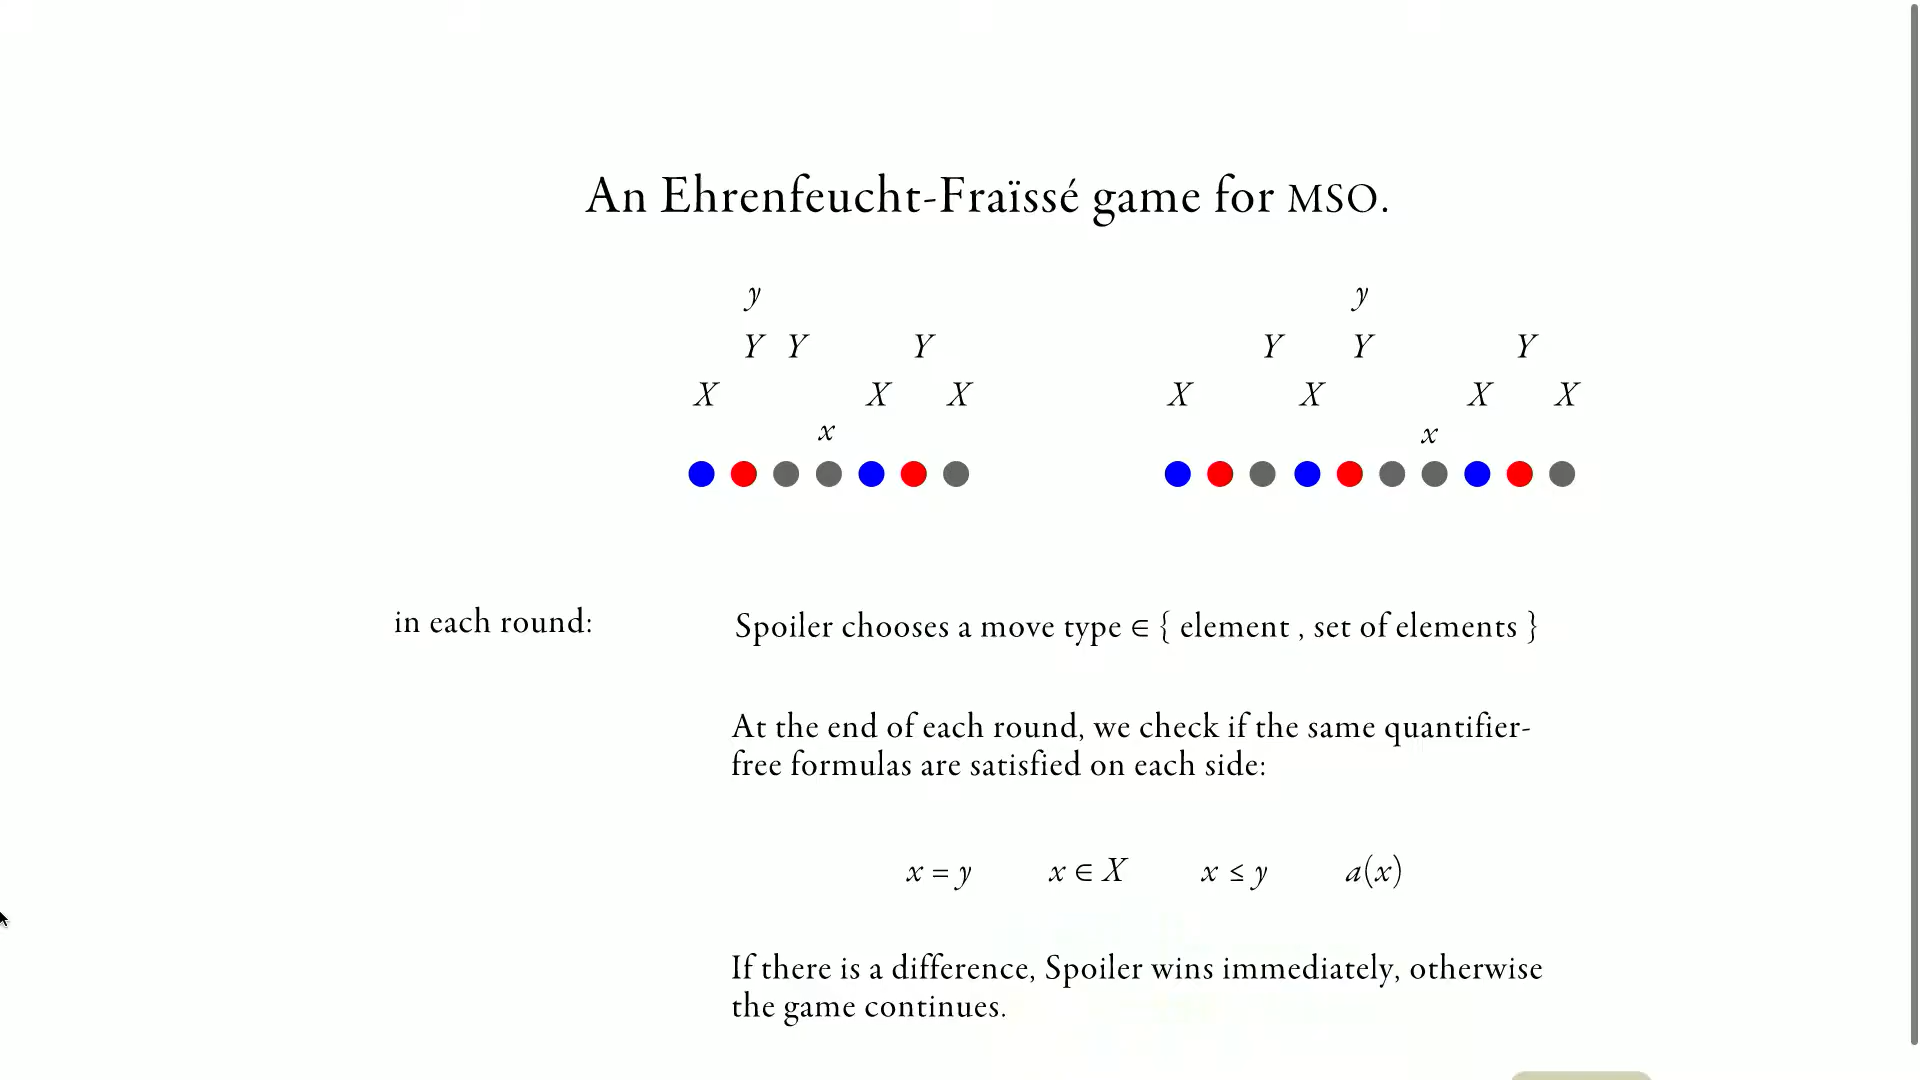 An Ehrenfeucht-Fraïssé game for MSO.
y y
Y Y Y Y Y Y
X X X X X X X
x x
in each round: Spoiler chooses a move type ∈ { element , set of elements }
At the end of each round, we check if the same quantifier-
free formulas are satisfied on each side:
x = y x ∈ X x ≤ y a(x)
If there is a difference, Spoiler wins immediately, otherwise
the game continues.